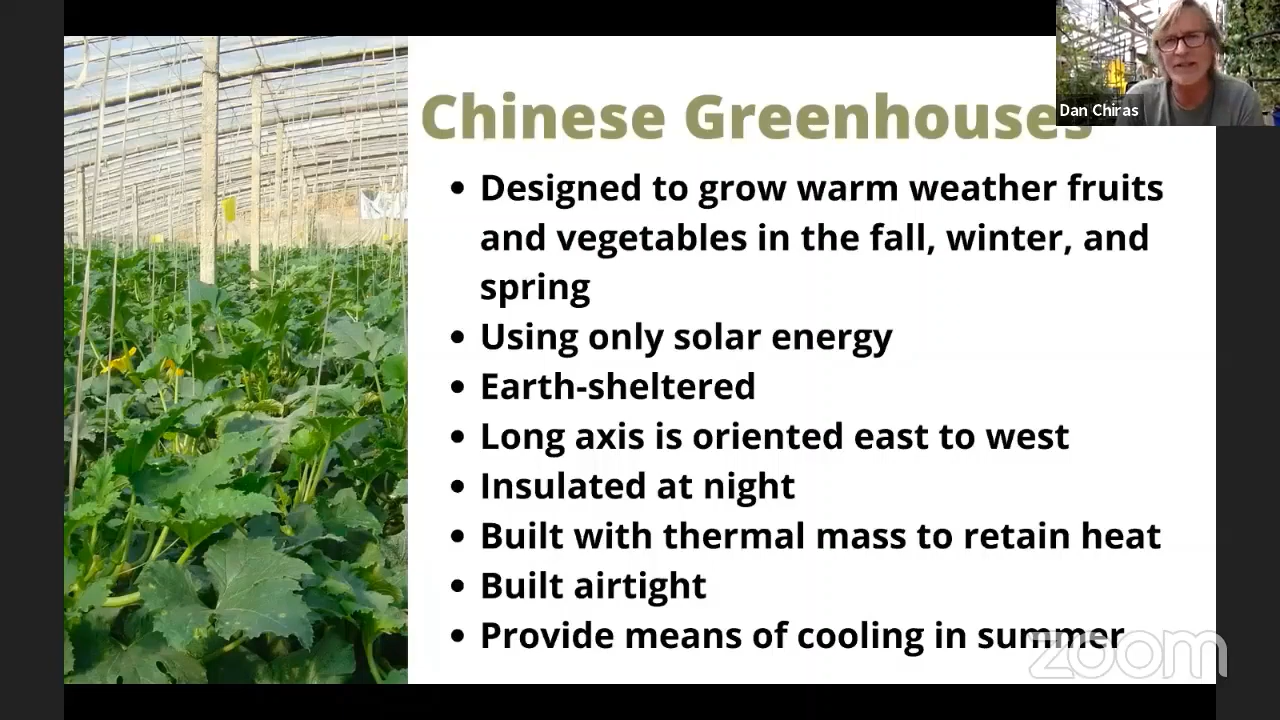 Dan Chiras
Chinese Greenhouses
• Designed to grow warm weather fruits
and vegetables in the fall, winter, and
spring
• Using only solar energy
• Earth-sheltered
• Long axis is oriented east to west
• Insulated at night
• Built with thermal mass to retain heat
• Built airtight
• Provide means of cooling in summer
zoom